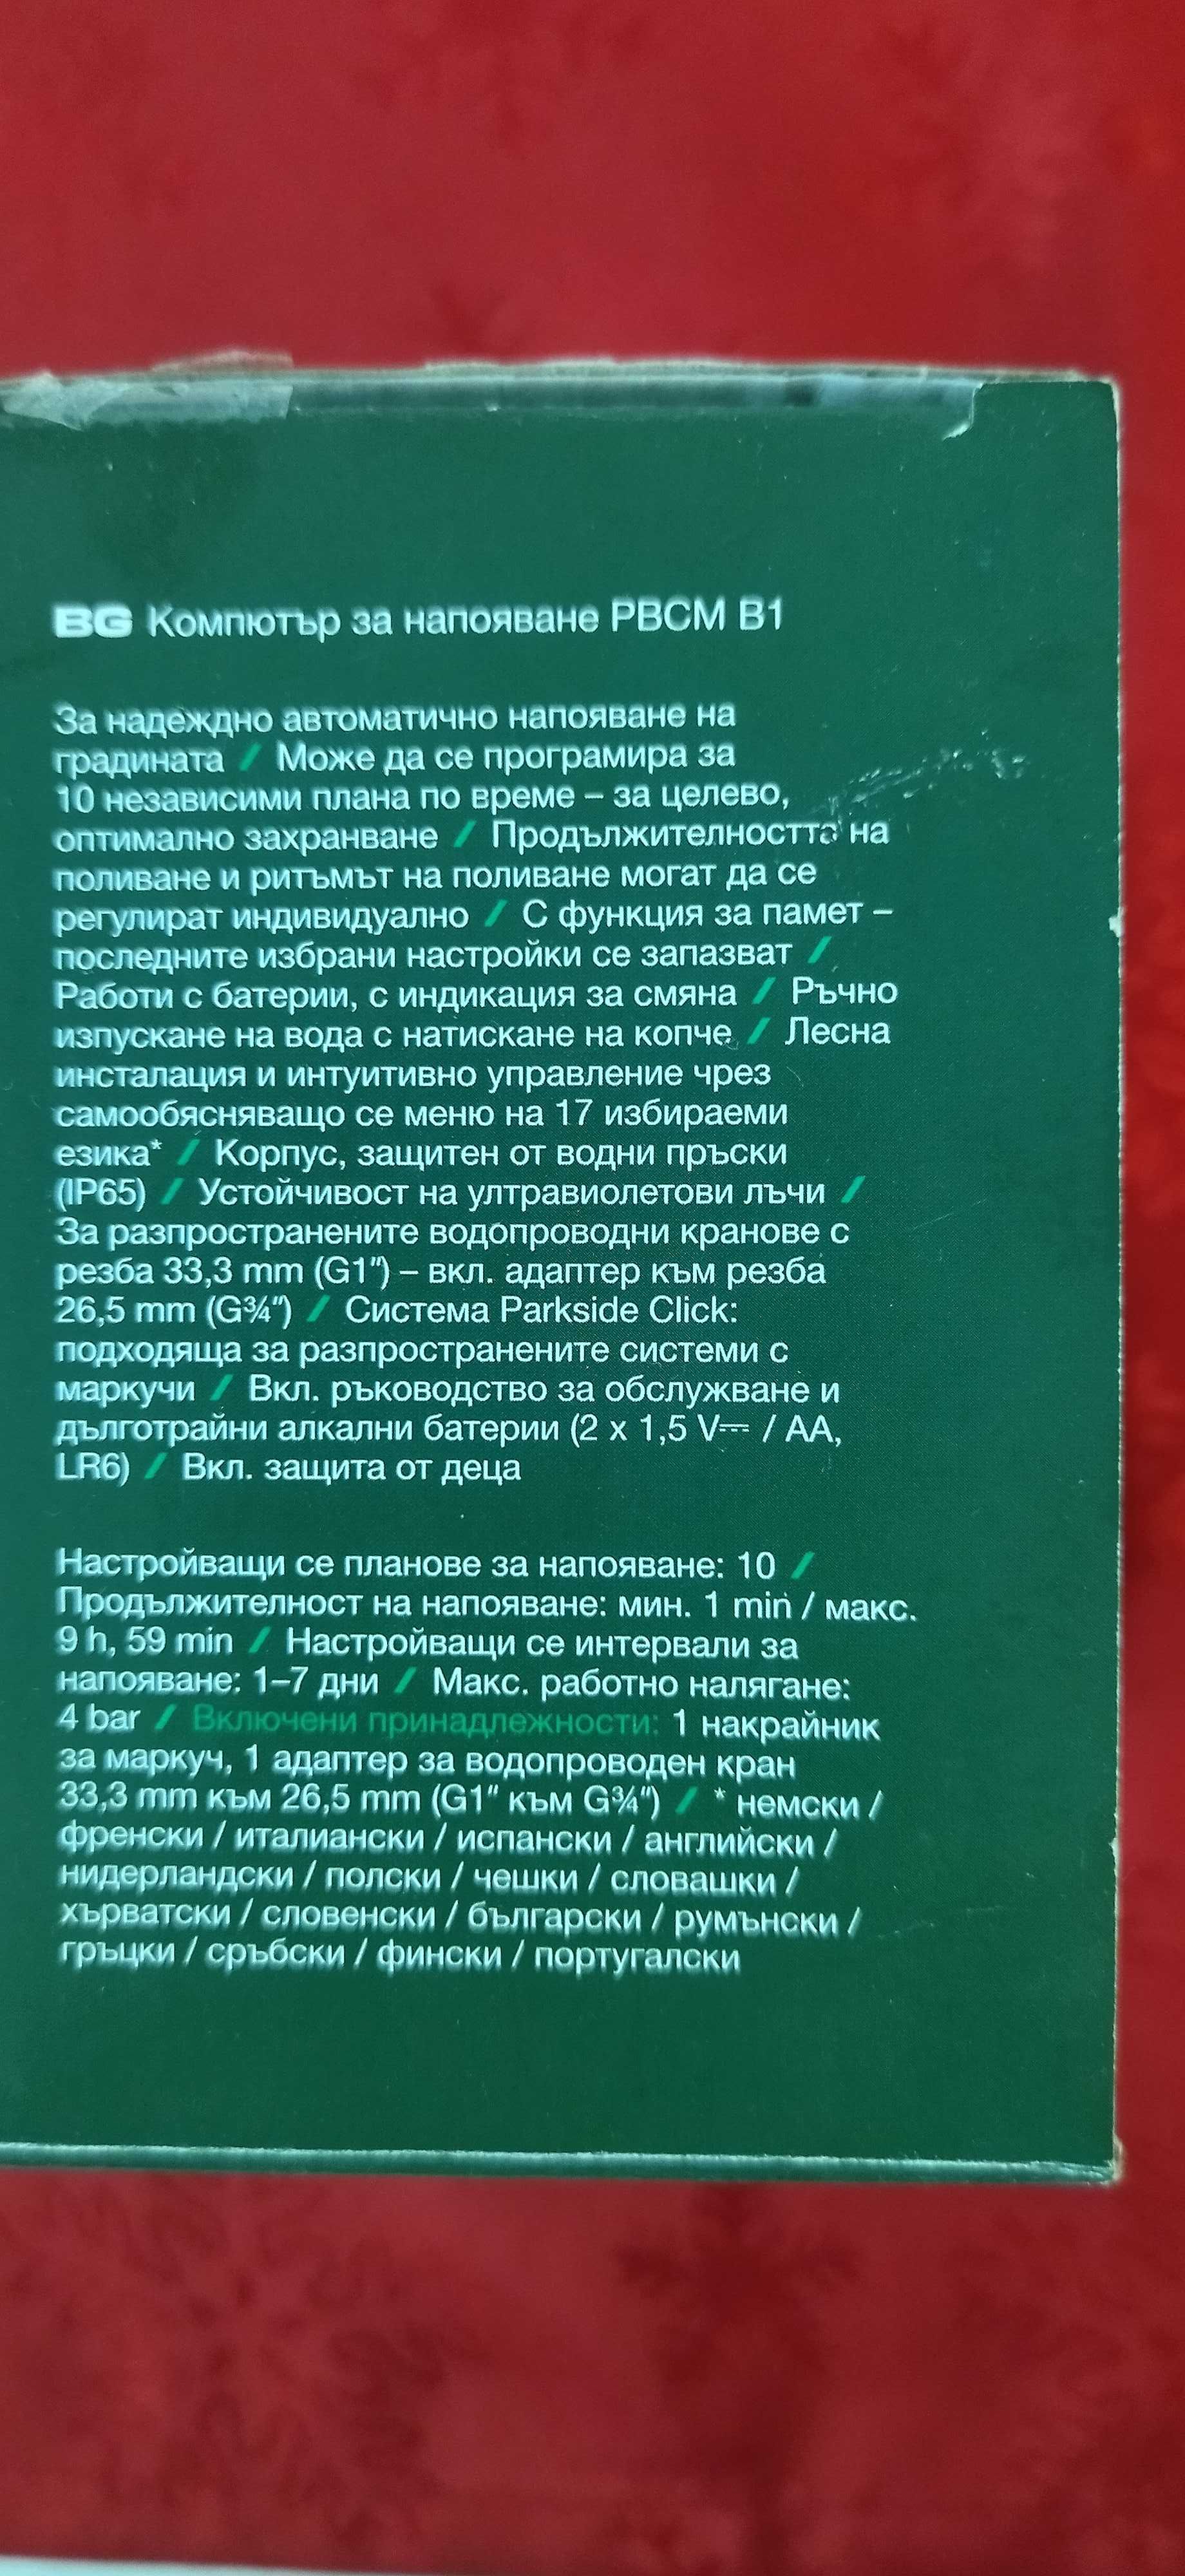 BG Компютър за напояване PBCM B1
За надеждно автоматично напояване на
градината / Може да се програмира за
10 независими плана по време – за целево,
оптимално захранване / Продължителността на
поливане и ритъмът на поливане могат да се
регулират индивидуално / С функция за памет –
последните избрани настройки се запазват /
Работи с батерии, с индикация за смяна / Ръчно
изпускане на вода с натискане на копче / Лесна
инсталация и интуитивно управление чрез
самообясняващо се меню на 17 избираеми
езика* / Корпус, защитен от водни пръски
(IP65) / Устойчивост на ултравиолетови лъчи /
За разпространените водопроводни кранове с
резба 33,3 mm (G1") – вкл. адаптер към резба
26,5 mm (G¾") / Система Parkside Click:
подходяща за разпространените системи с
маркучи / Вкл. ръководство за обслужване и
дълготрайни алкални батерии (2 x 1,5 V⎓ / AA,
LR6) / Вкл. защита от деца
Настройващи се планове за напояване: 10 /
Продължителност на напояване: мин. 1 min / макс.
9 h, 59 min / Настройващи се интервали за
напояване: 1–7 дни / Макс. работно налягане:
4 bar / Включени принадлежности: 1 накрайник
за маркуч, 1 адаптер за водопроводен кран
33,3 mm към 26,5 mm (G1" към G¾") / * немски /
френски / италиански / испански / английски /
нидерландски / полски / чешки / словашки /
хърватски / словенски / български / румънски /
гръцки / сръбски / фински / португалски